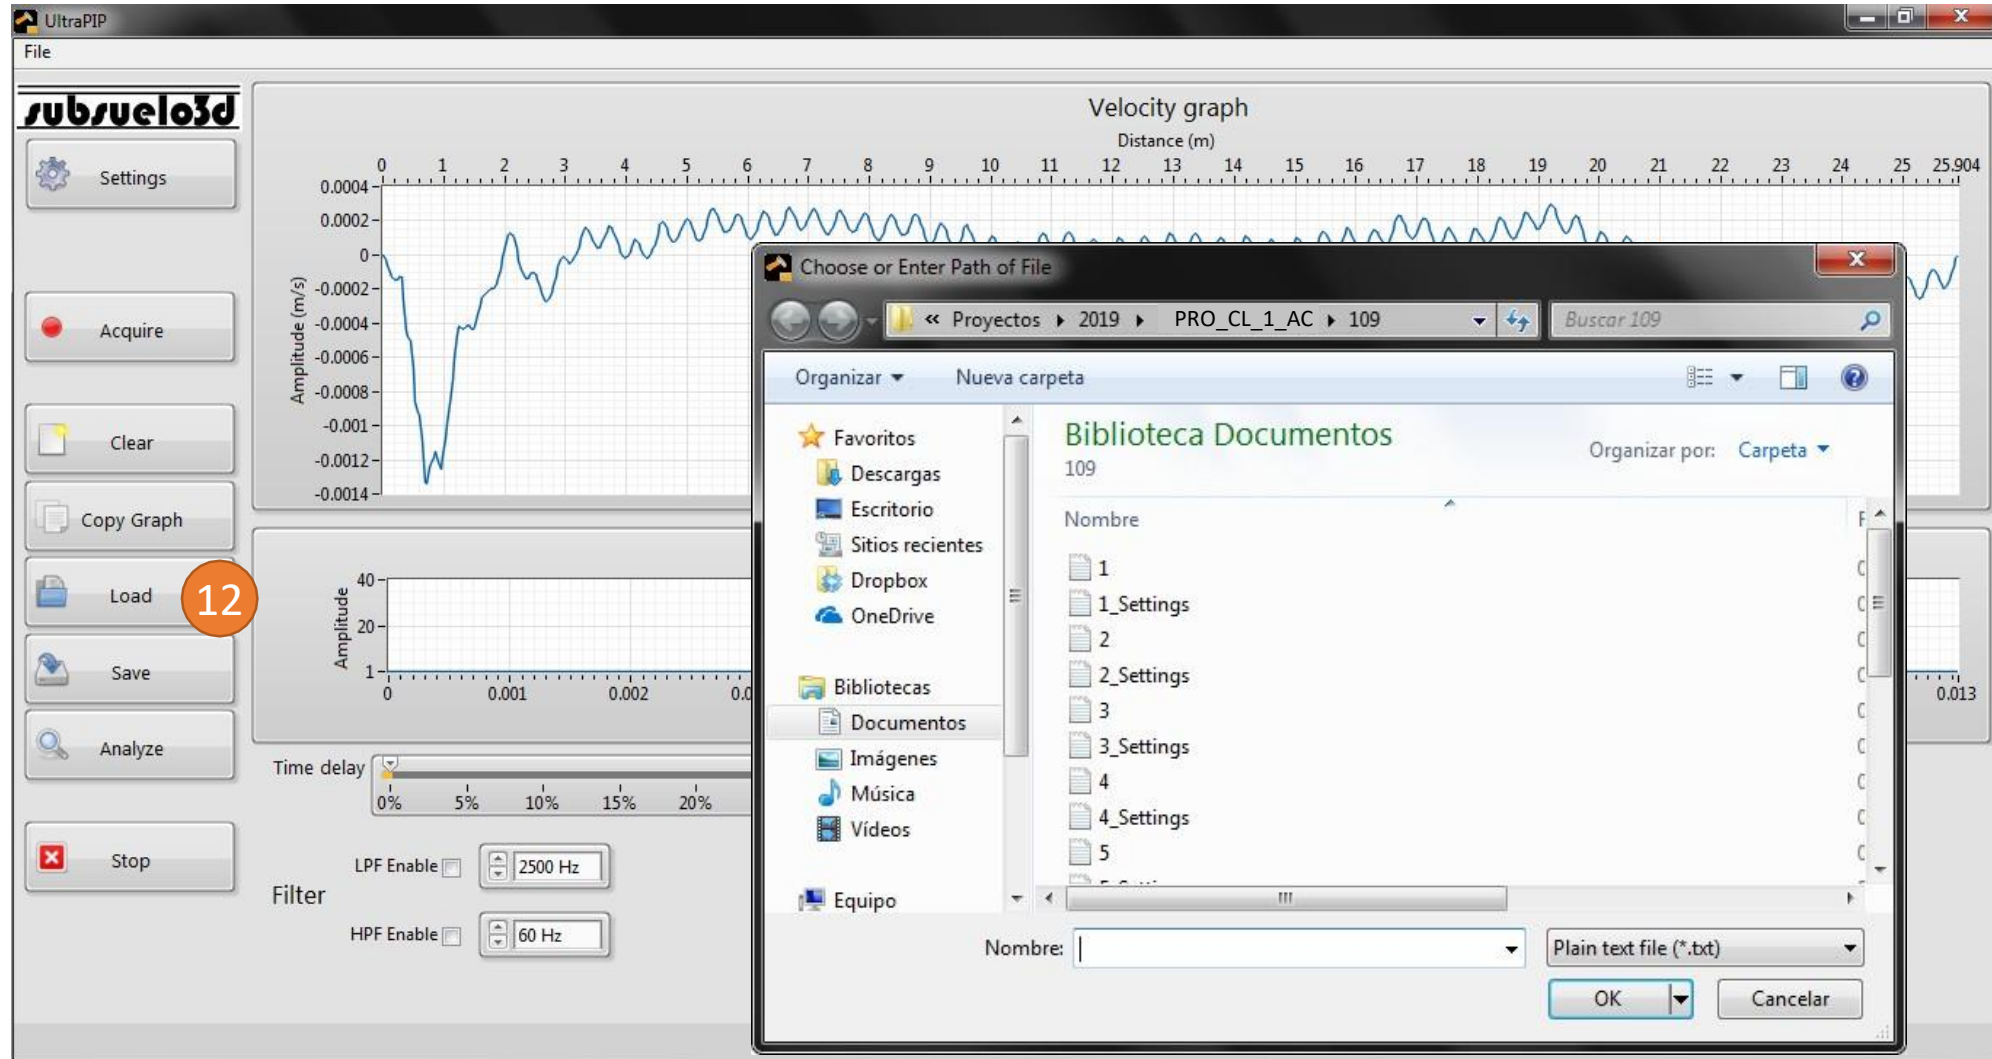 UltraPIP
File
subsuelo3d
Settings
Acquire
Clear
Copy Graph
Load
12
Save
Analyze
Stop
Velocity graph
Distance (m)
0 1 2 3 4 5 6 7 8 9 10 11 12 13 14 15 16 17 18 19 20 21 22 23 24 25 25.904
Amplitude (m/s)
0.0004
0.0002
0
-0.0002
-0.0004
-0.0006
-0.0008
-0.001
-0.0012
-0.0014
Amplitude
40
20
1
0 0.001 0.002 0.013
Time delay
0% 5% 10% 15% 20%
Filter
LPF Enable 2500 Hz
HPF Enable 60 Hz
Choose or Enter Path of File
« Proyectos 2019 PRO_CL_1_AC 109
Buscar 109
Organizar Nueva carpeta
Favoritos
Descargas
Escritorio
Sitios recientes
Dropbox
OneDrive
Bibliotecas
Documentos
Imágenes
Música
Vídeos
Equipo
Biblioteca Documentos
109
Organizar por: Carpeta
Nombre
1
1_Settings
2
2_Settings
3
3_Settings
4
4_Settings
5
Nombre:
Plain text file (*.txt)
OK Cancelar